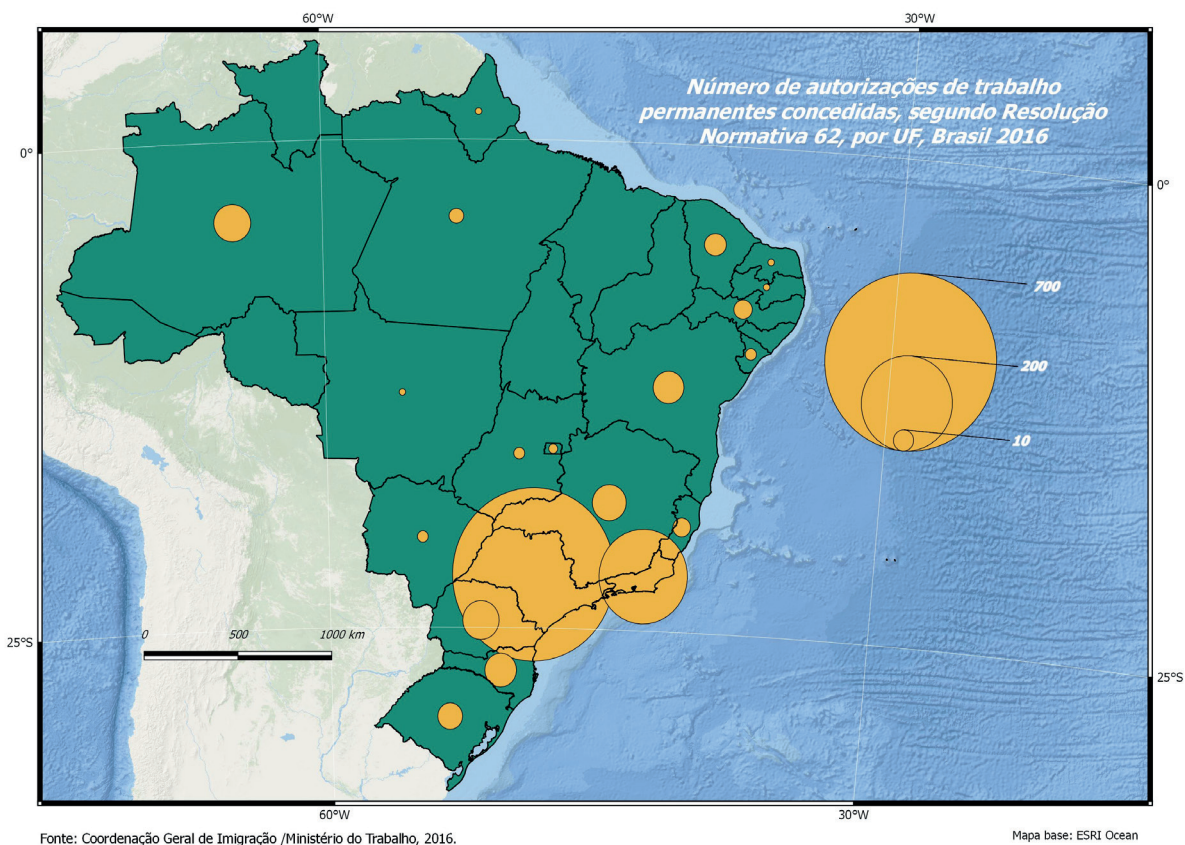 60°W
30°W
Número de autorizações de trabalho
permanentes concedidas, segundo Resolução
Normativa 62, por UF, Brasil 2016
0°
0°
700
200
10
0 500 1000 km
25°S
25°S
60°W
30°W
Fonte: Coordenação Geral de Imigração /Ministério do Trabalho, 2016.
Mapa base: ESRI Ocean